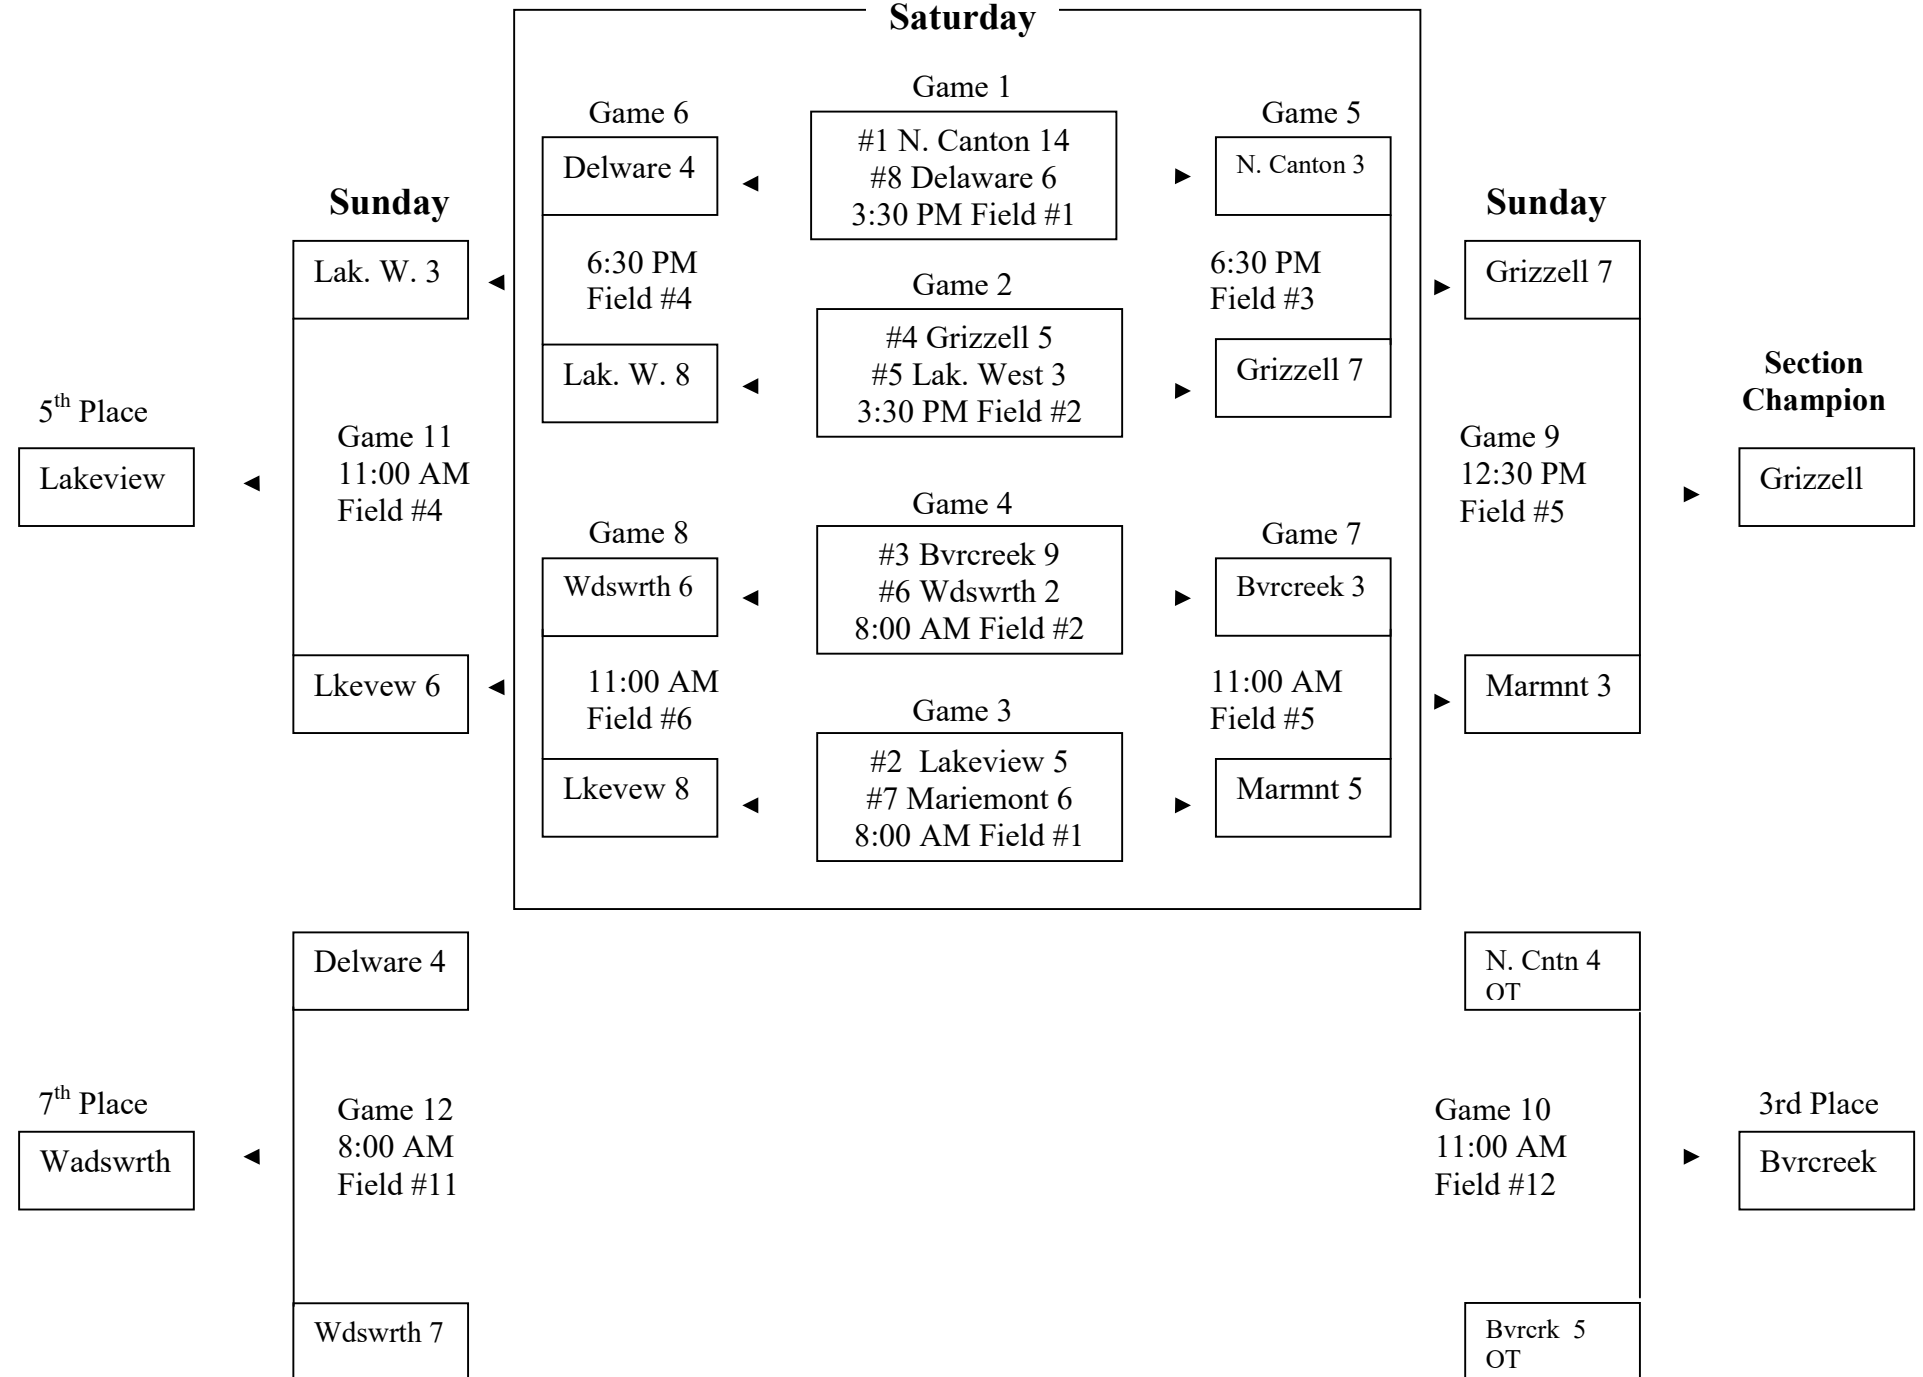 Saturday
Game 1
Game 6
Game 5
#1 N. Canton 14
#8 Delaware 6
3:30 PM Field #1
Delware 4
N. Canton 3
Sunday
Sunday
Lak. W. 3
6:30 PM
Field #4
Game 2
6:30 PM
Field #3
Grizzell 7
#4 Grizzell 5
#5 Lak. West 3
3:30 PM Field #2
Lak. W. 8
Grizzell 7
Section
Champion
5th Place
Lakeview
Game 11
11:00 AM
Field #4
Game 9
12:30 PM
Field #5
Grizzell
Game 4
Game 8
Game 7
#3 Bvrcreek 9
#6 Wdswrth 2
8:00 AM Field #2
Wdswrth 6
Bvrcreek 3
Lkevew 6
11:00 AM
Field #6
11:00 AM
Field #5
Marmnt 3
Game 3
#2 Lakeview 5
#7 Mariemont 6
8:00 AM Field #1
Lkevew 8
Marmnt 5
Delware 4
N. Cntn 4
OT
7th Place
Wadswrth
Game 12
8:00 AM
Field #11
Game 10
11:00 AM
Field #12
3rd Place
Bvrcreek
Wdswrth 7
Bvrcrk 5
OT